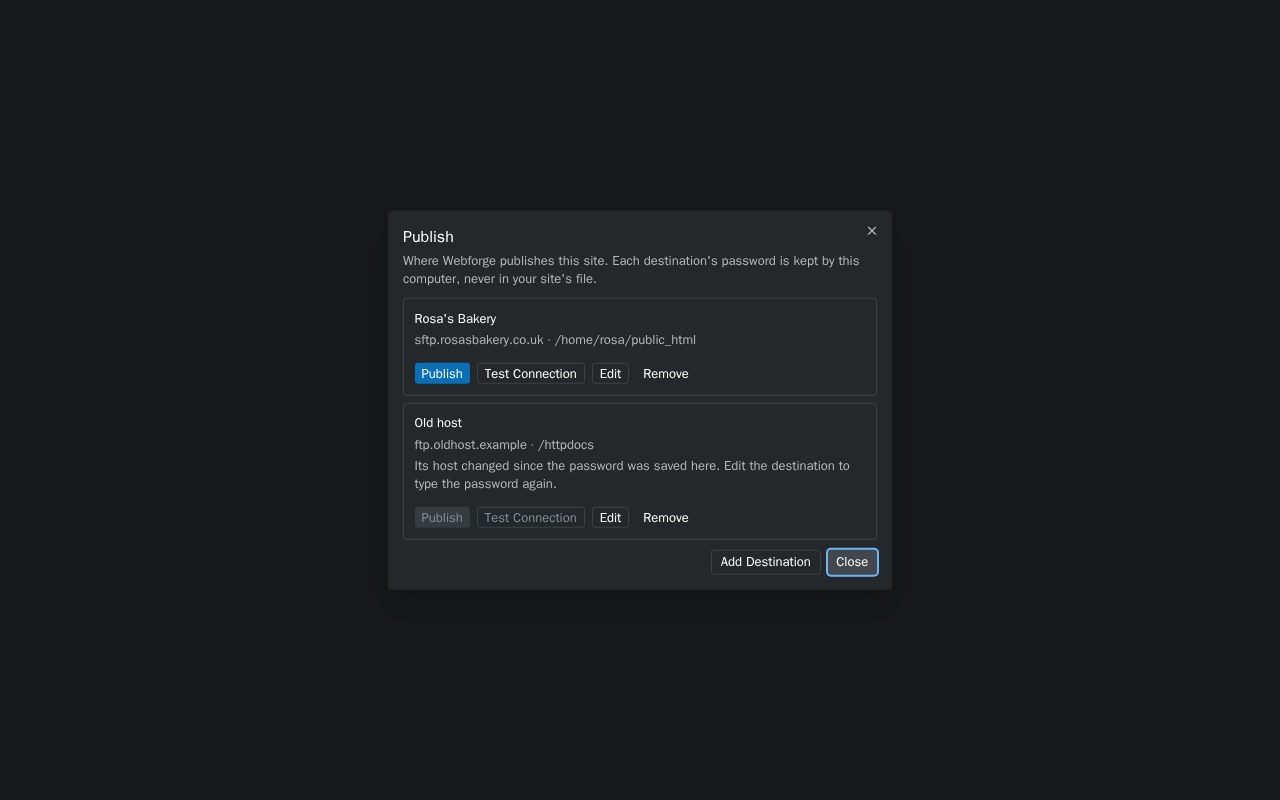 Publish
Where Webforge publishes this site. Each destination's password is kept by this
computer, never in your site's file.
Rosa's Bakery
sftp.rosasbakery.co.uk · /home/rosa/public_html
Publish Test Connection Edit Remove
Old host
ftp.oldhost.example · /httpdocs
Its host changed since the password was saved here. Edit the destination to
type the password again.
Publish Test Connection Edit Remove
Add Destination Close